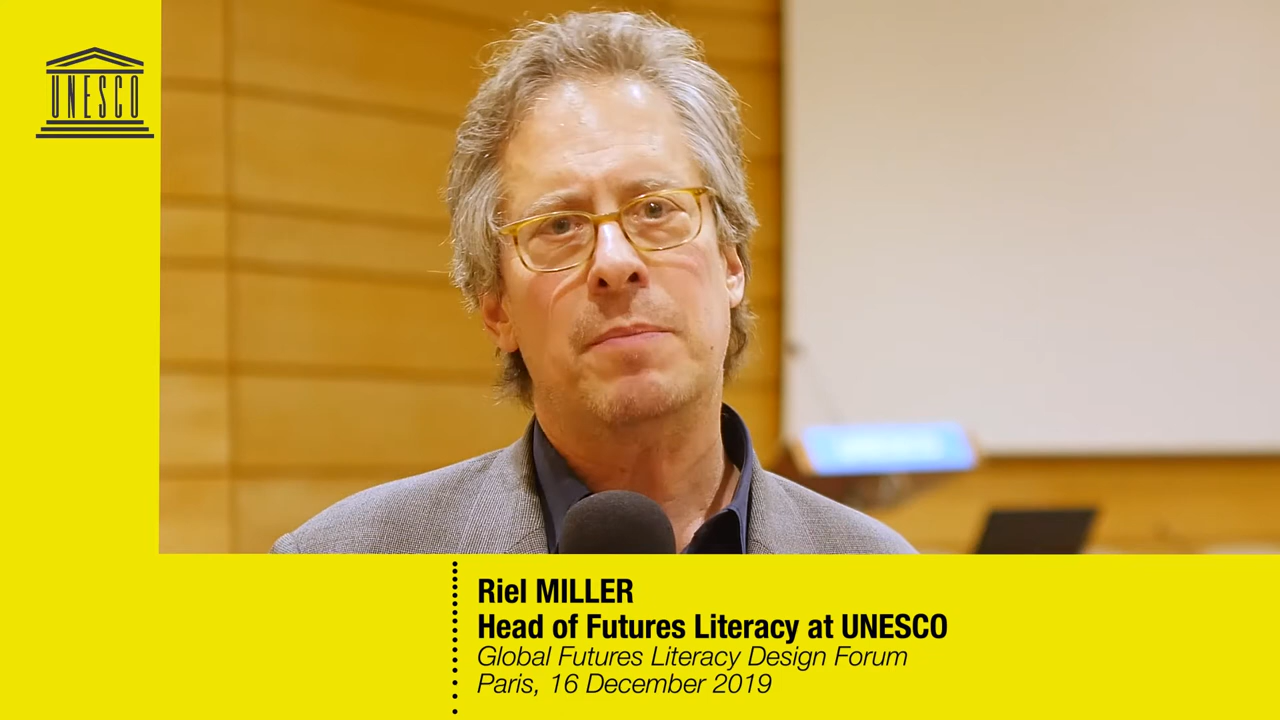 UNESCO
Riel MILLER
Head of Futures Literacy at UNESCO
Global Futures Literacy Design Forum
Paris, 16 December 2019